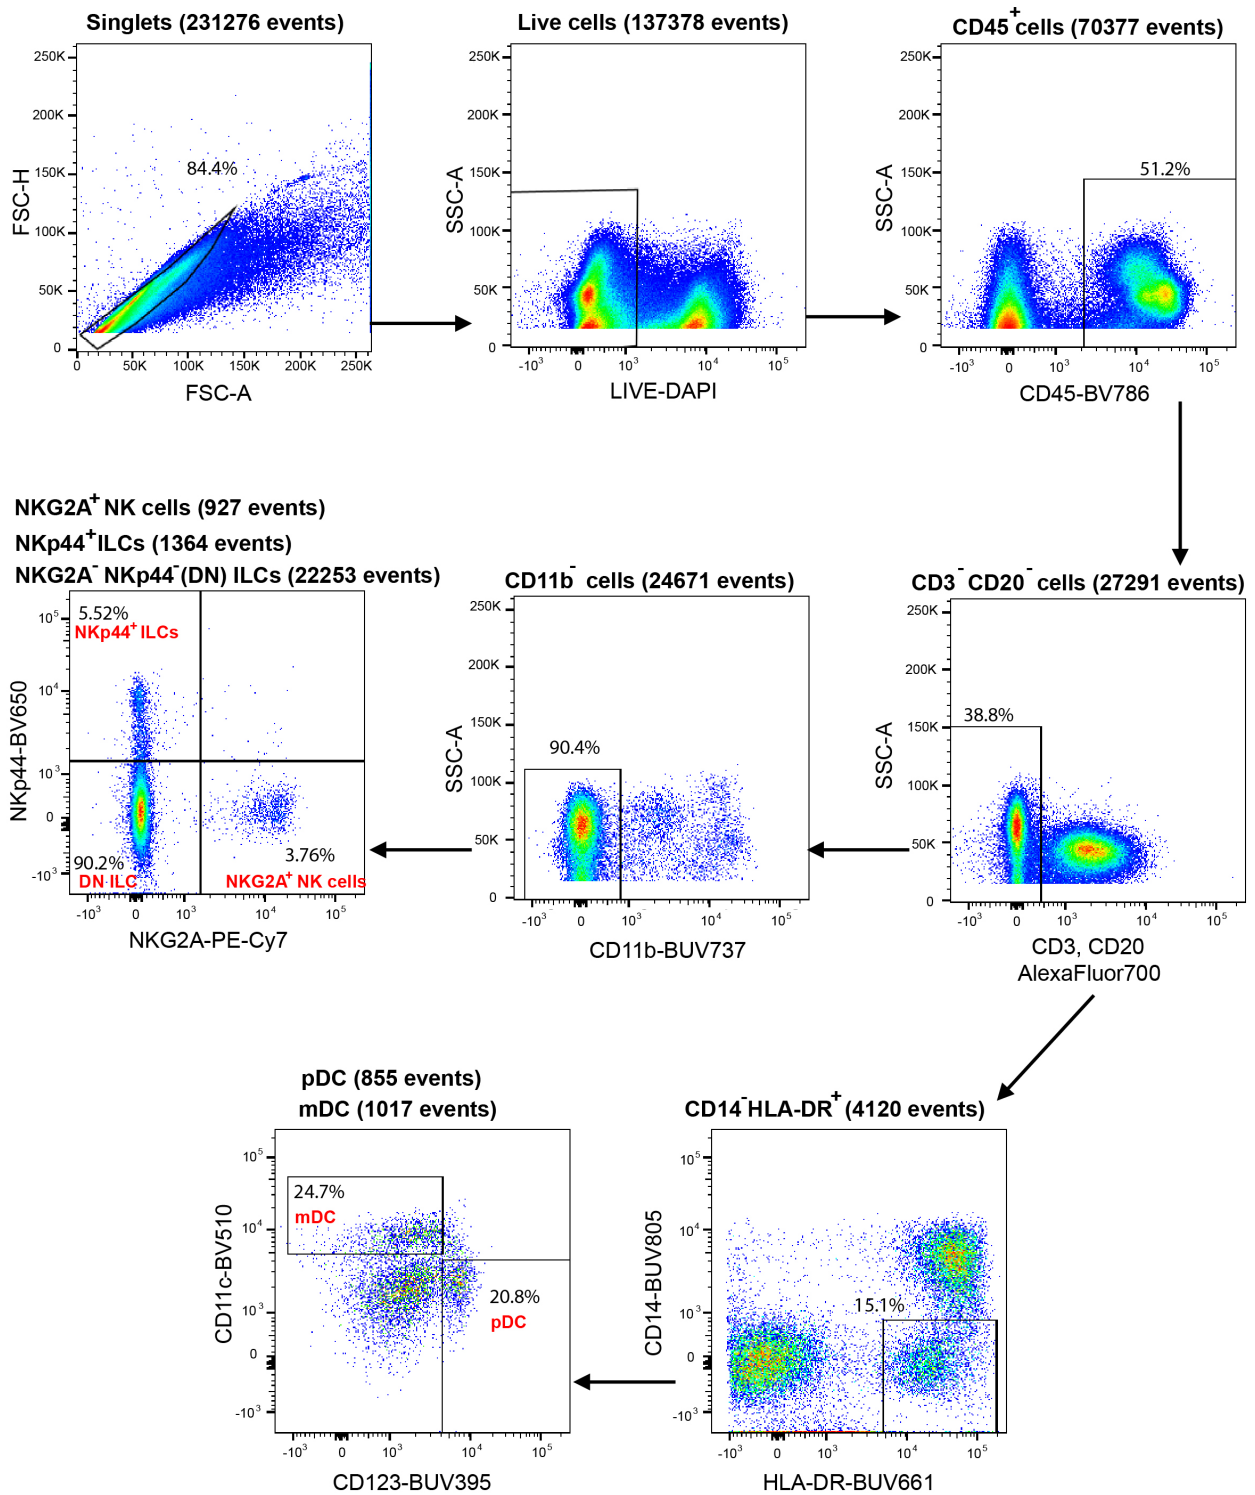 Singlets (231276 events)
250K
200K
150K
100K
50K
0
FSC-H
84.4%
0
50K
100K
150K
200K
250K
FSC-A
Live cells (137378 events)
250K
200K
150K
100K
50K
0
SSC-A
-10³
0
10³
10⁴
10⁵
LIVE-DAPI
CD45⁺cells (70377 events)
250K
200K
150K
100K
50K
0
SSC-A
51.2%
-10³
0
10³
10⁴
10⁵
CD45-BV786
NKG2A⁺ NK cells (927 events)
NKp44⁺ILCs (1364 events)
NKG2A⁻ NKp44⁻(DN) ILCs (22253 events)
10⁵
10⁴
10³
0
-10³
NKp44-BV650
5.52%
NKp44⁺ ILCs
90.2%
DN ILC
3.76%
NKG2A⁺ NK cells
-10³
0
10³
10⁴
10⁵
NKG2A-PE-Cy7
CD11b⁻ cells (24671 events)
250K
200K
150K
100K
50K
0
SSC-A
90.4%
-10³
0
10³
10⁴
10⁵
CD11b-BUV737
CD3⁻CD20⁻ cells (27291 events)
250K
200K
150K
100K
50K
0
SSC-A
38.8%
-10³
0
10³
10⁴
10⁵
CD3, CD20
AlexaFluor700
pDC (855 events)
mDC (1017 events)
10⁵
10⁴
10³
0
-10³
CD11c-BV510
24.7%
mDC
20.8%
pDC
-10³
0
10³
10⁴
10⁵
CD123-BUV395
CD14⁻HLA-DR⁺ (4120 events)
10⁵
10⁴
10³
0
-10³
CD14-BUV805
15.1%
-10³
0
10³
10⁴
10⁵
HLA-DR-BUV661